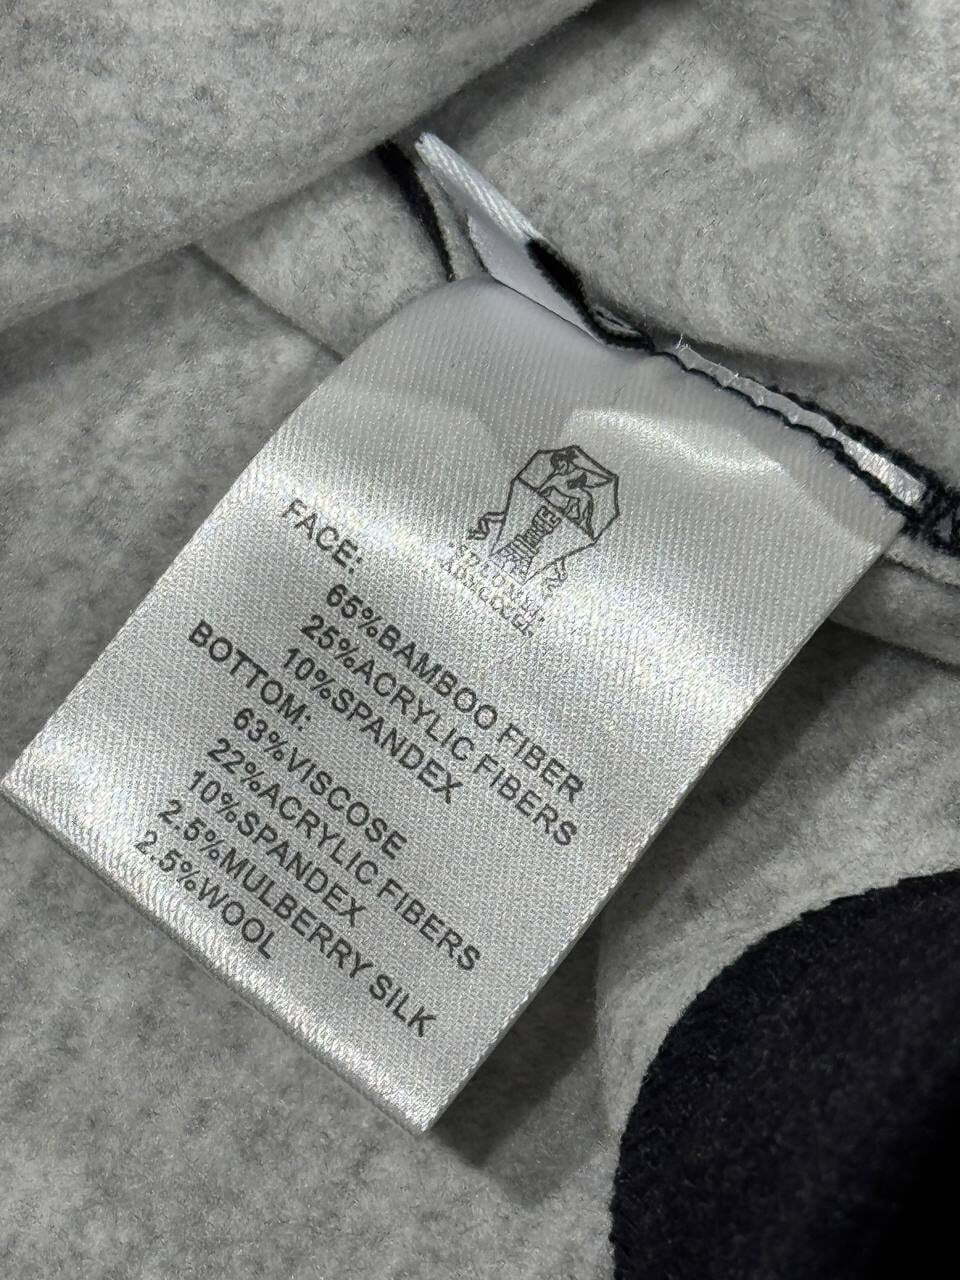 FACE:
65%BAMBOO FIBER
25%ACRYLIC FIBERS
10%SPANDEX
BOTTOM:
63%VISCOSE
22%ACRYLIC FIBERS
10%SPANDEX
2.5%MULBERRY SILK
2.5%WOOL